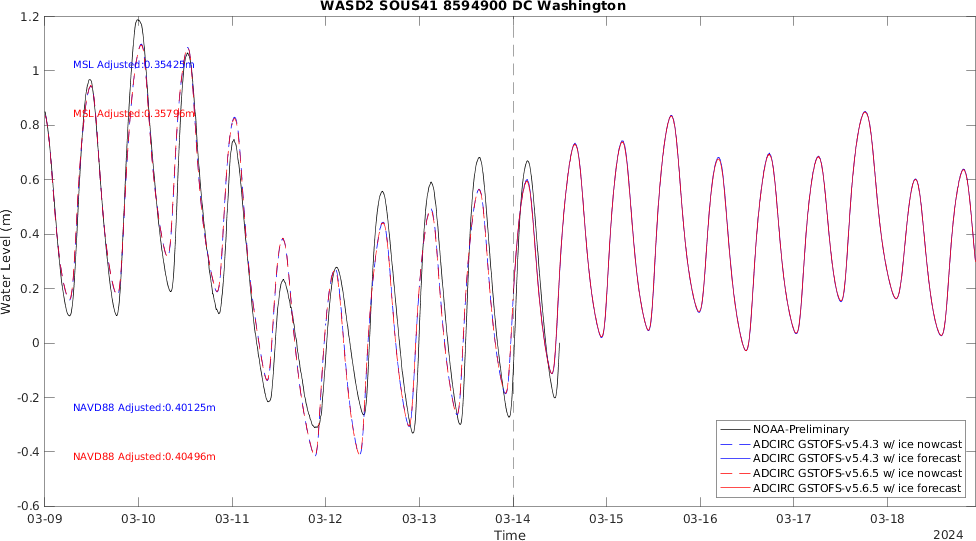 WASD2 SOUS41 8594900 DC Washington
1.2
1
0.8
0.6
0.4
0.2
0
-0.2
-0.4
-0.6
Water Level (m)
MSL Adjusted:0.35425m
MSL Adjusted:0.35796m
NAVD88 Adjusted:0.40125m
NAVD88 Adjusted:0.40496m
NOAA-Preliminary
ADCIRC GSTOFS-v5.4.3 w/ ice nowcast
ADCIRC GSTOFS-v5.4.3 w/ ice forecast
ADCIRC GSTOFS-v5.6.5 w/ ice nowcast
ADCIRC GSTOFS-v5.6.5 w/ ice forecast
03-09 03-10 03-11 03-12 03-13 03-14 03-15 03-16 03-17 03-18
Time
2024